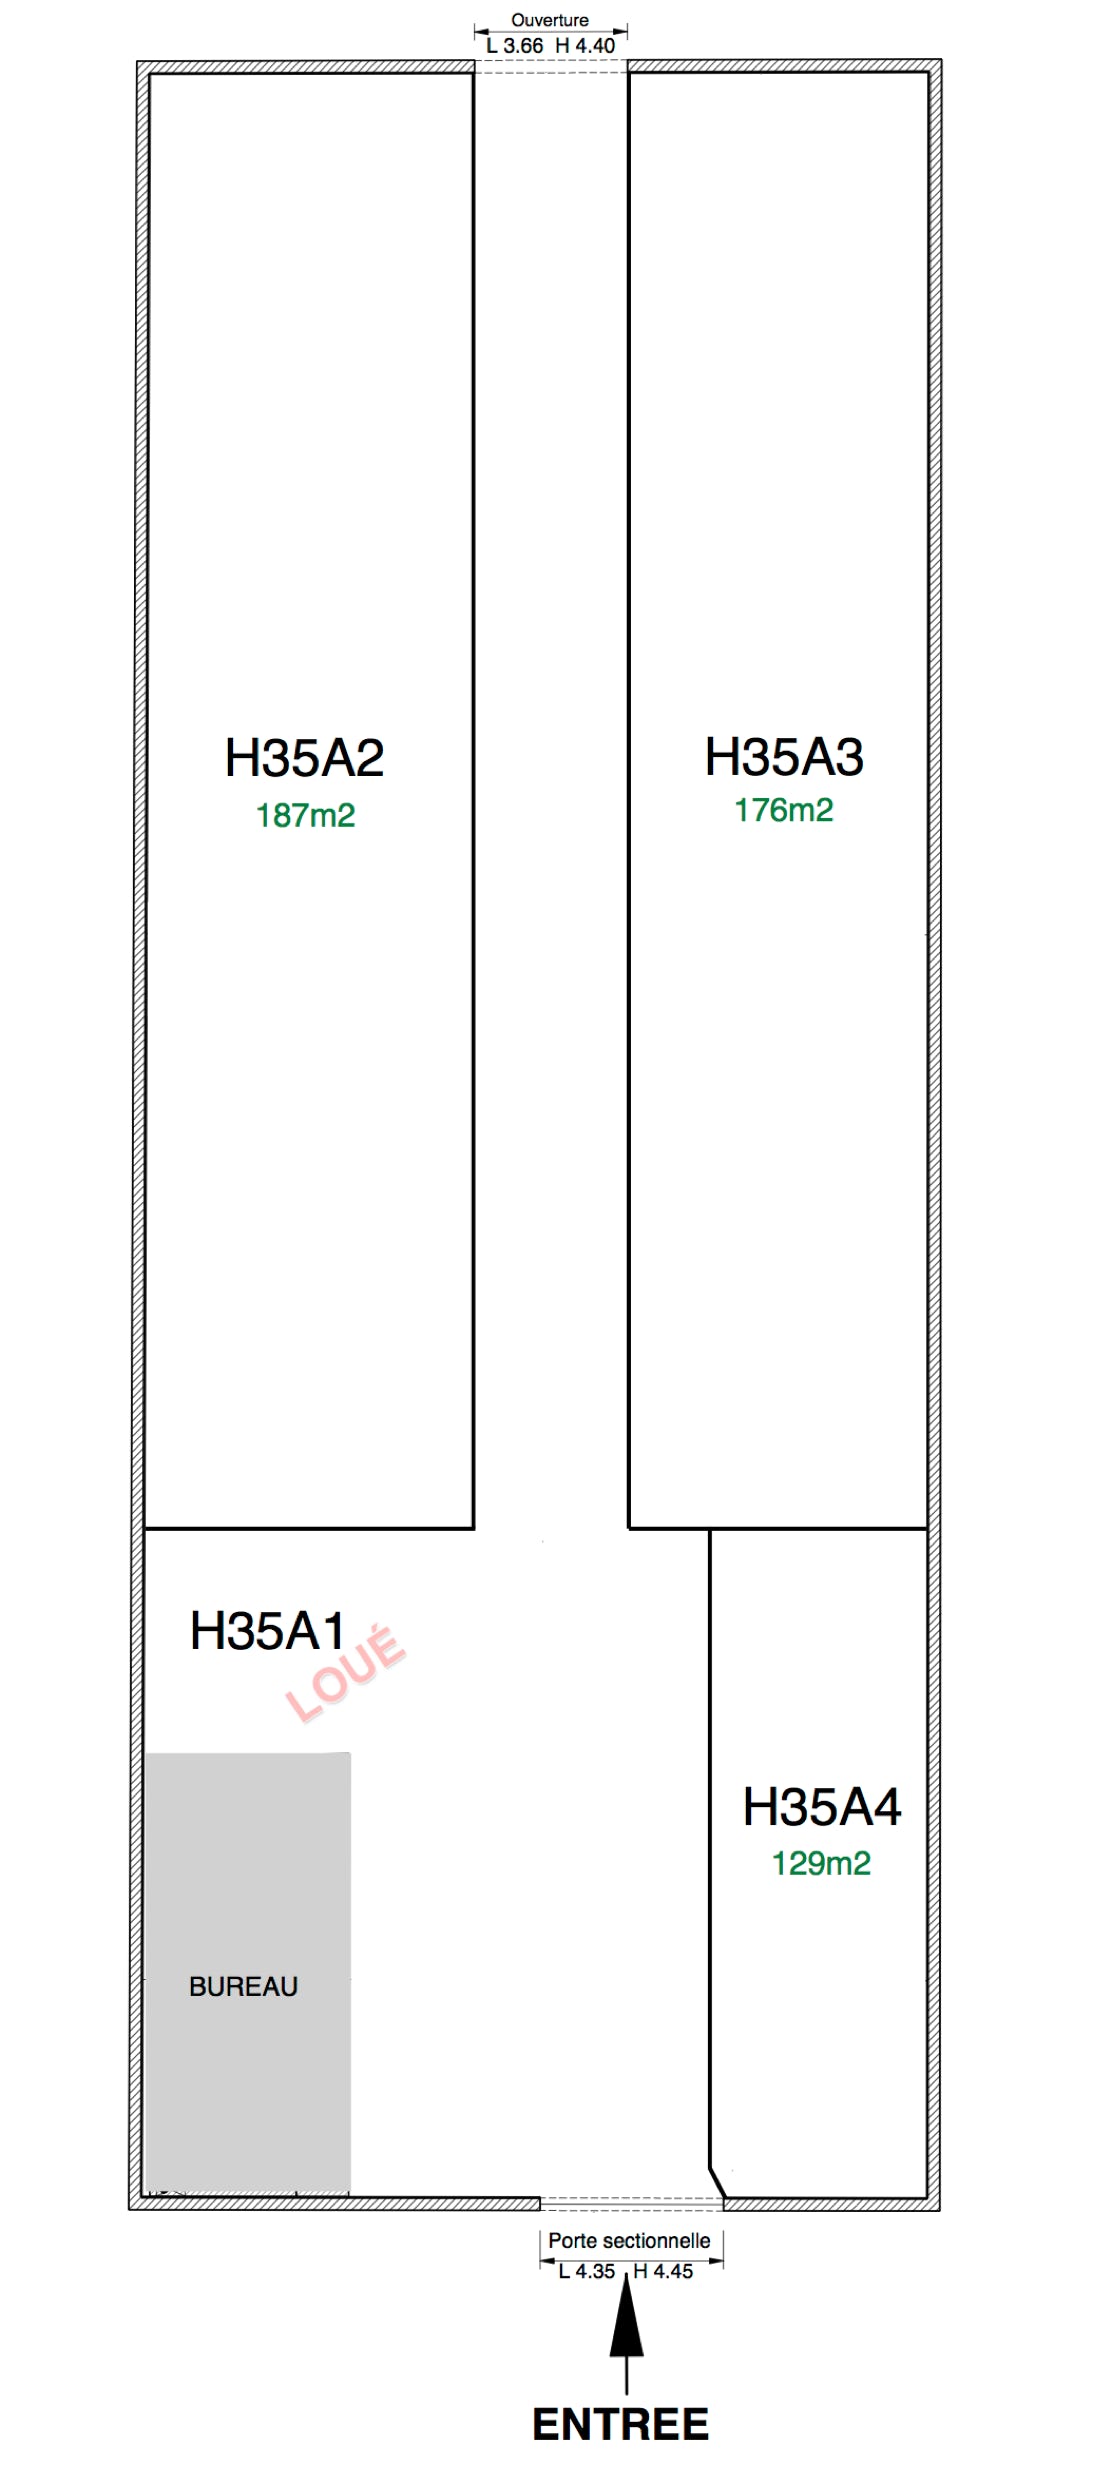 Ouverture
L 3.66 H 4.40
H35A2
187m2
H35A3
176m2
H35A1
LOUÉ
H35A4
129m2
BUREAU
Porte sectionnelle
L 4.35 H 4.45
ENTREE